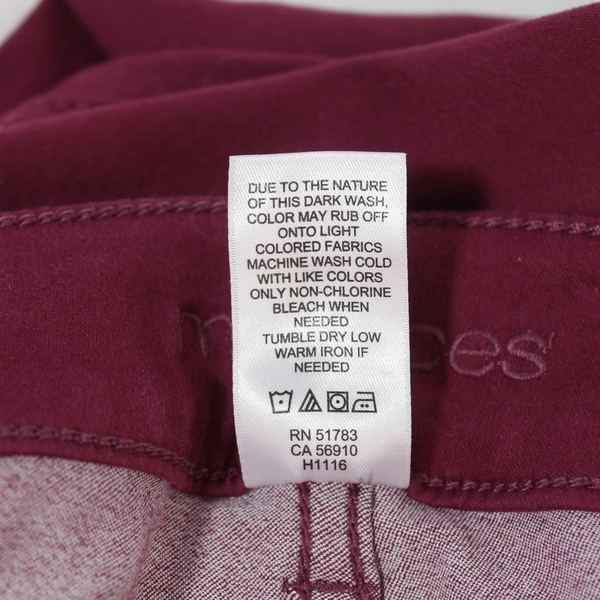 DUE TO THE NATURE
OF THIS DARK WASH,
COLOR MAY RUB OFF
ONTO LIGHT
COLORED FABRICS
MACHINE WASH COLD
WITH LIKE COLORS
ONLY NON-CHLORINE
BLEACH WHEN
NEEDED
TUMBLE DRY LOW
WARM IRON IF
NEEDED
RN 51783
CA 56910
H1116